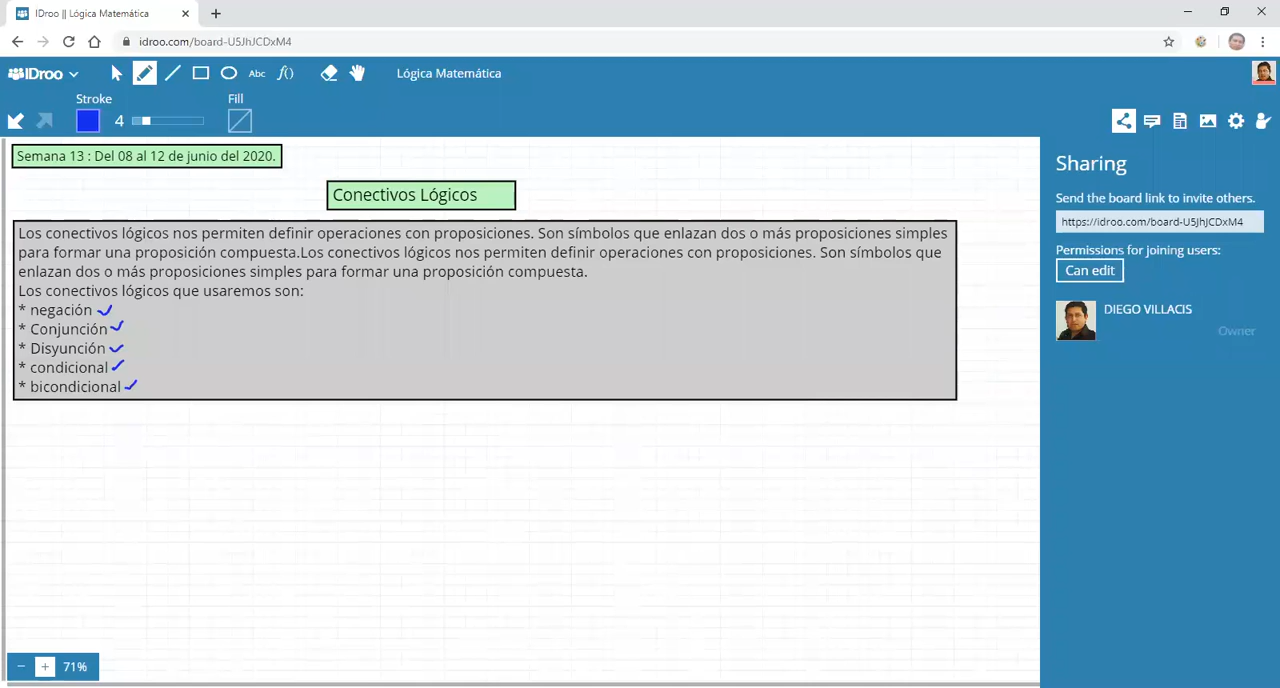 IDroo || Lógica Matemática
idroo.com/board-U5JhJCDxM4
IDroo
Abc
f()
Lógica Matemática
Stroke
Fill
4
Semana 13 : Del 08 al 12 de junio del 2020.
Conectivos Lógicos
Los conectivos lógicos nos permiten definir operaciones con proposiciones. Son símbolos que enlazan dos o más proposiciones simples
para formar una proposición compuesta.Los conectivos lógicos nos permiten definir operaciones con proposiciones. Son símbolos que
enlazan dos o más proposiciones simples para formar una proposición compuesta.
Los conectivos lógicos que usaremos son:
* negación
* Conjunción
* Disyunción
* condicional
* bicondicional
Sharing
Send the board link to invite others.
https://idroo.com/board-U5JhJCDxM4
Permissions for joining users:
Can edit
DIEGO VILLACIS
Owner
71%